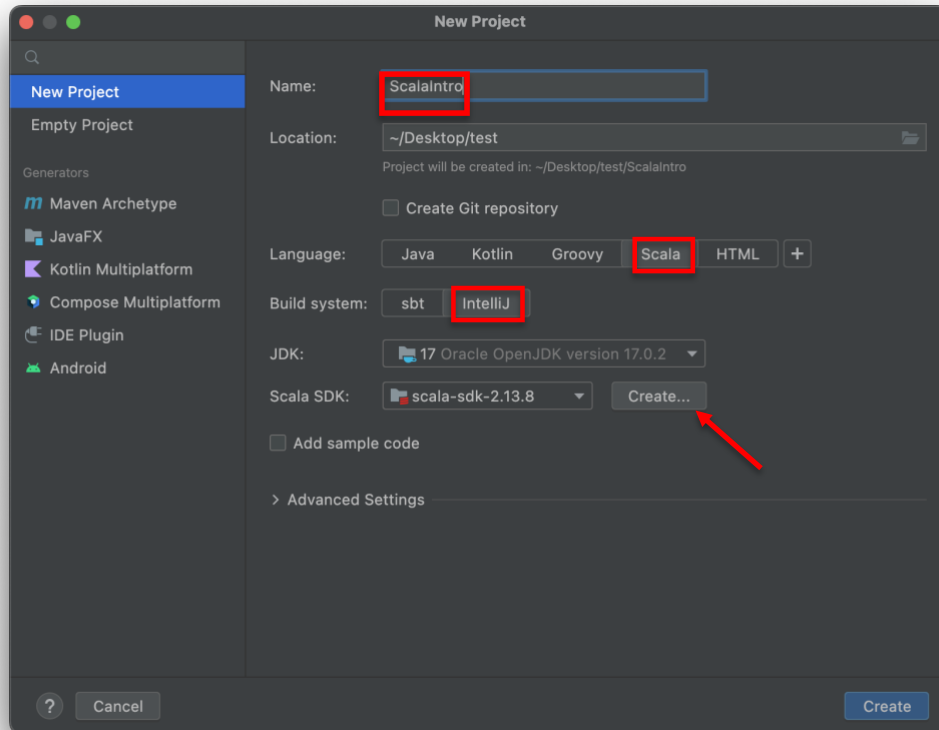 New Project
New Project
Empty Project
Generators
Maven Archetype
JavaFX
Kotlin Multiplatform
Compose Multiplatform
IDE Plugin
Android
Name: ScalaIntro
Location: ~/Desktop/test
Project will be created in: ~/Desktop/test/ScalaIntro
Create Git repository
Language: Java Kotlin Groovy Scala HTML +
Build system: sbt IntelliJ
JDK: 17 Oracle OpenJDK version 17.0.2
Scala SDK: scala-sdk-2.13.8 Create...
Add sample code
Advanced Settings
? Cancel Create